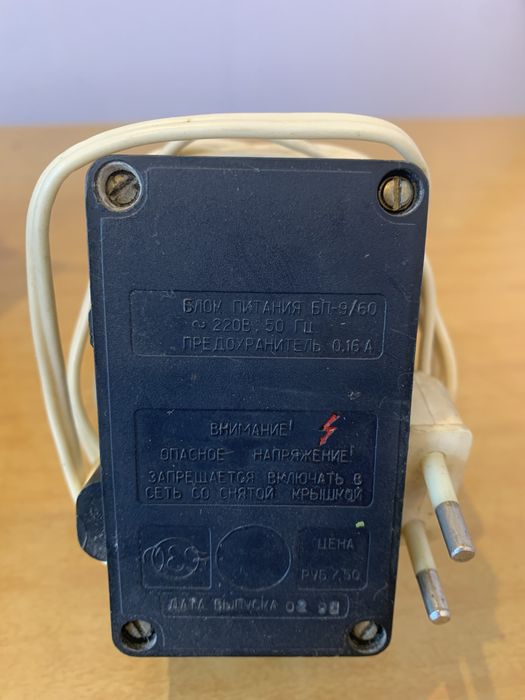 БЛОК ПИТАНИЯ БП-9/60
~ 220В; 50 ГЦ
ПРЕДОХРАНИТЕЛЬ 0.16 А
ВНИМАНИЕ!
ОПАСНОЕ НАПРЯЖЕНИЕ!
ЗАПРЕЩАЕТСЯ ВКЛЮЧАТЬ В
СЕТЬ СО СНЯТОЙ КРЫШКОЙ
ЦЕНА
РУБ 7,50
ДАТА ВЫПУСКА 02